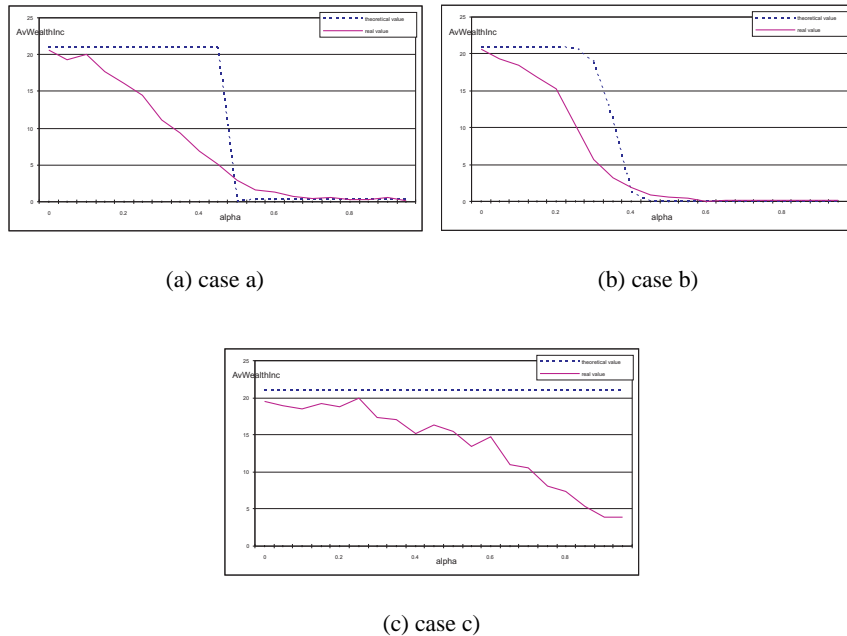 25
AvWealthInc
theoretical value
real value
20
15
10
5
0
0 0.2 0.4 0.6 0.8
alpha
25
AvWealthInc
theoretical value
real value
20
15
10
5
0
0 0.2 0.4 0.6 0.8
alpha
(a) case a)
(b) case b)
25
AvWealthInc
theoretical value
real value
20
15
10
5
0
0 0.2 0.4 0.6 0.8
alpha
(c) case c)